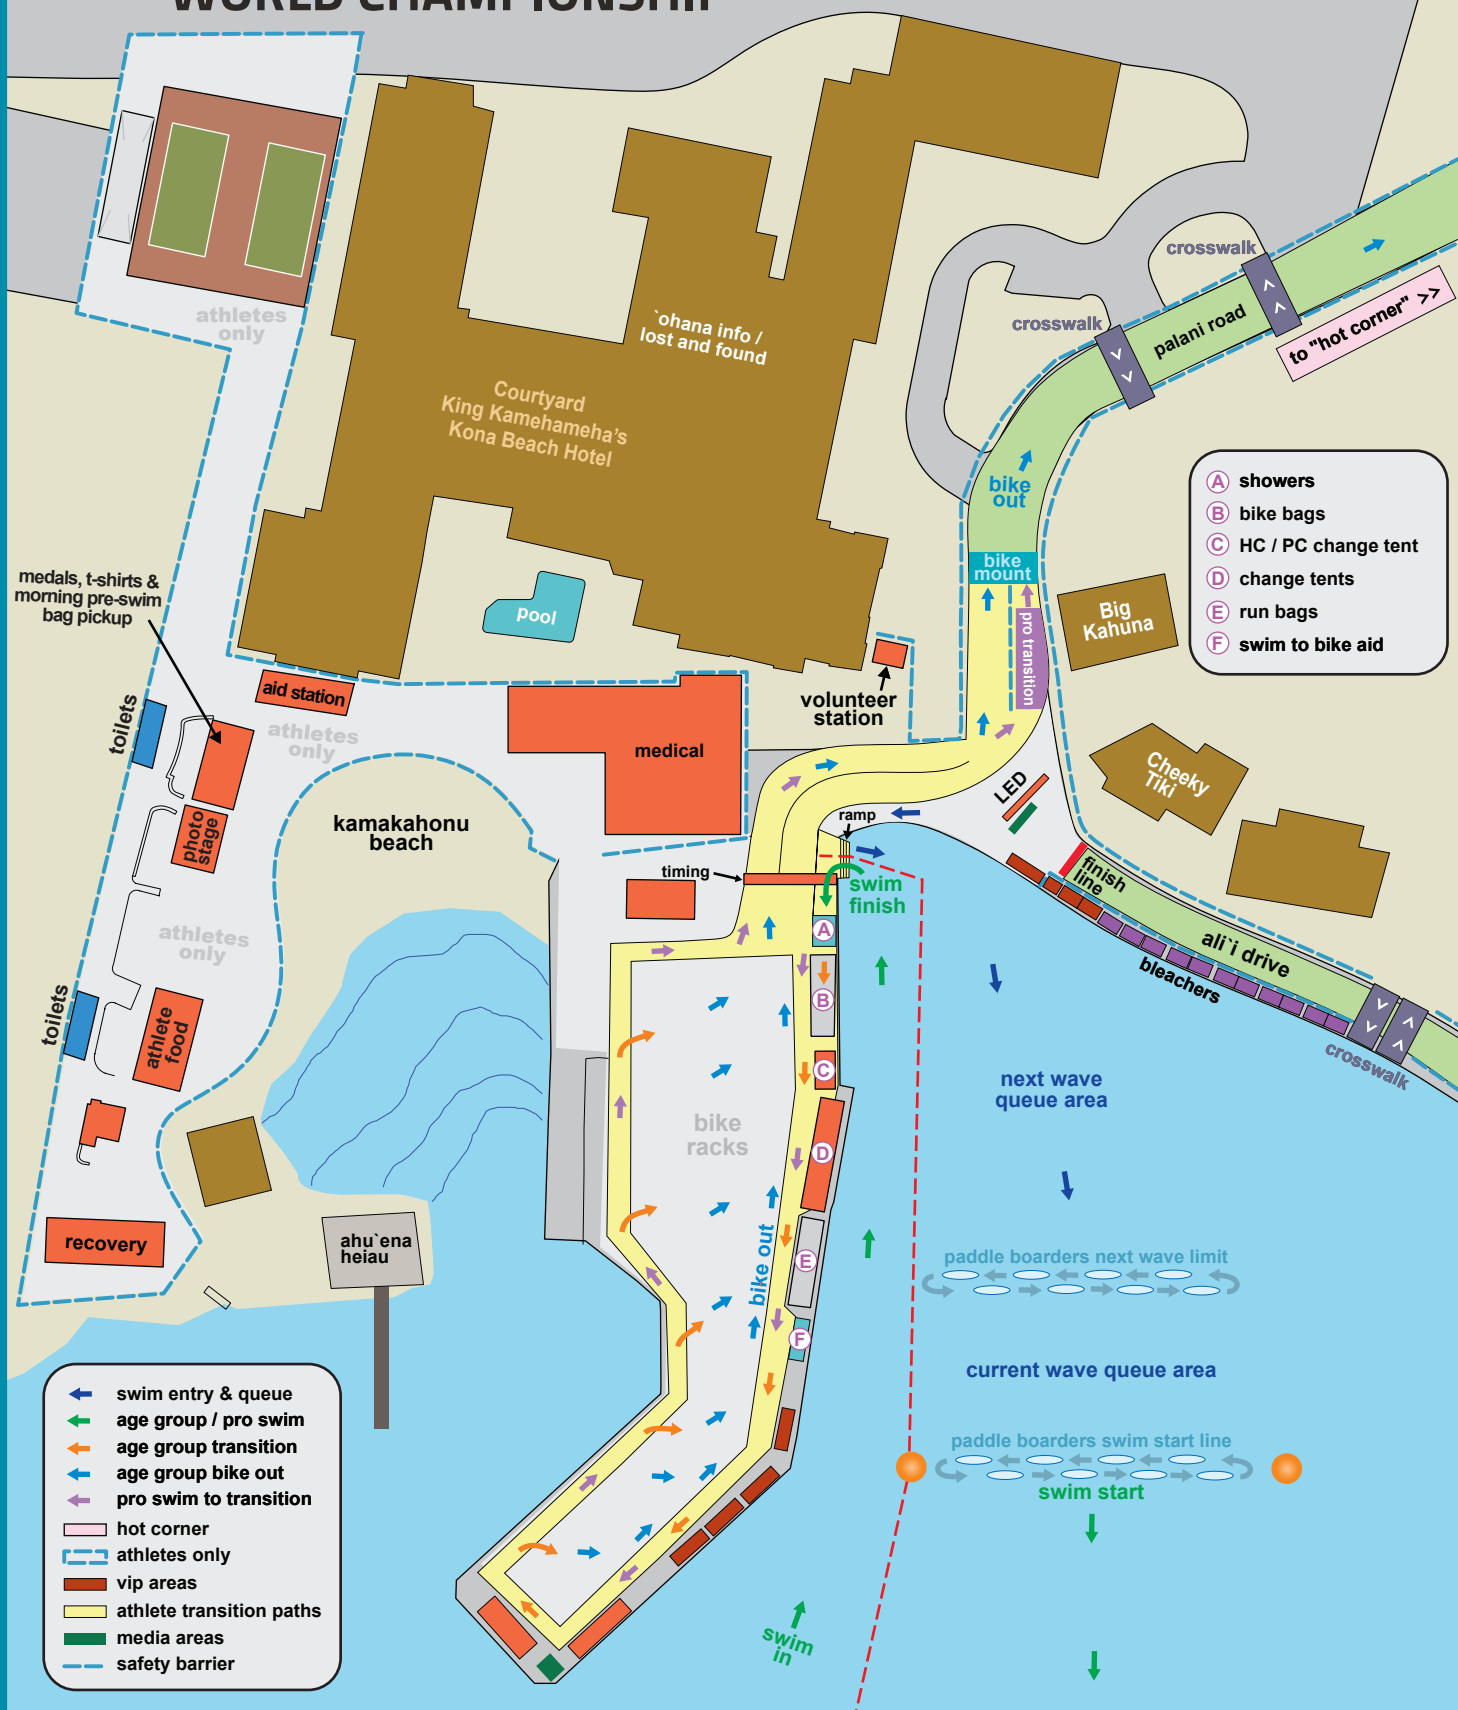 WORLD CHAMPIONSHIP
athletes
only
`ohana info /
lost and found
Courtyard
King Kamehameha's
Kona Beach Hotel
crosswalk
crosswalk
palani road
to "hot corner" >>
bike
out
bike
mount
pro transition
Big
Kahuna
A showers
B bike bags
C HC / PC change tent
D change tents
E run bags
F swim to bike aid
medals, t-shirts &
morning pre-swim
bag pickup
pool
aid station
athletes
only
toilets
volunteer
station
medical
Cheeky
Tiki
LED
photo
stage
kamakahonu
beach
ramp
timing
swim
finish
finish
line
ali`i drive
bleachers
crosswalk
athletes
only
toilets
athlete
food
A
B
C
D
E
F
next wave
queue area
bike
racks
bike out
recovery
ahu`ena
heiau
paddle boarders next wave limit
current wave queue area
paddle boarders swim start line
swim start
swim
in
swim entry & queue
age group / pro swim
age group transition
age group bike out
pro swim to transition
hot corner
athletes only
vip areas
athlete transition paths
media areas
safety barrier